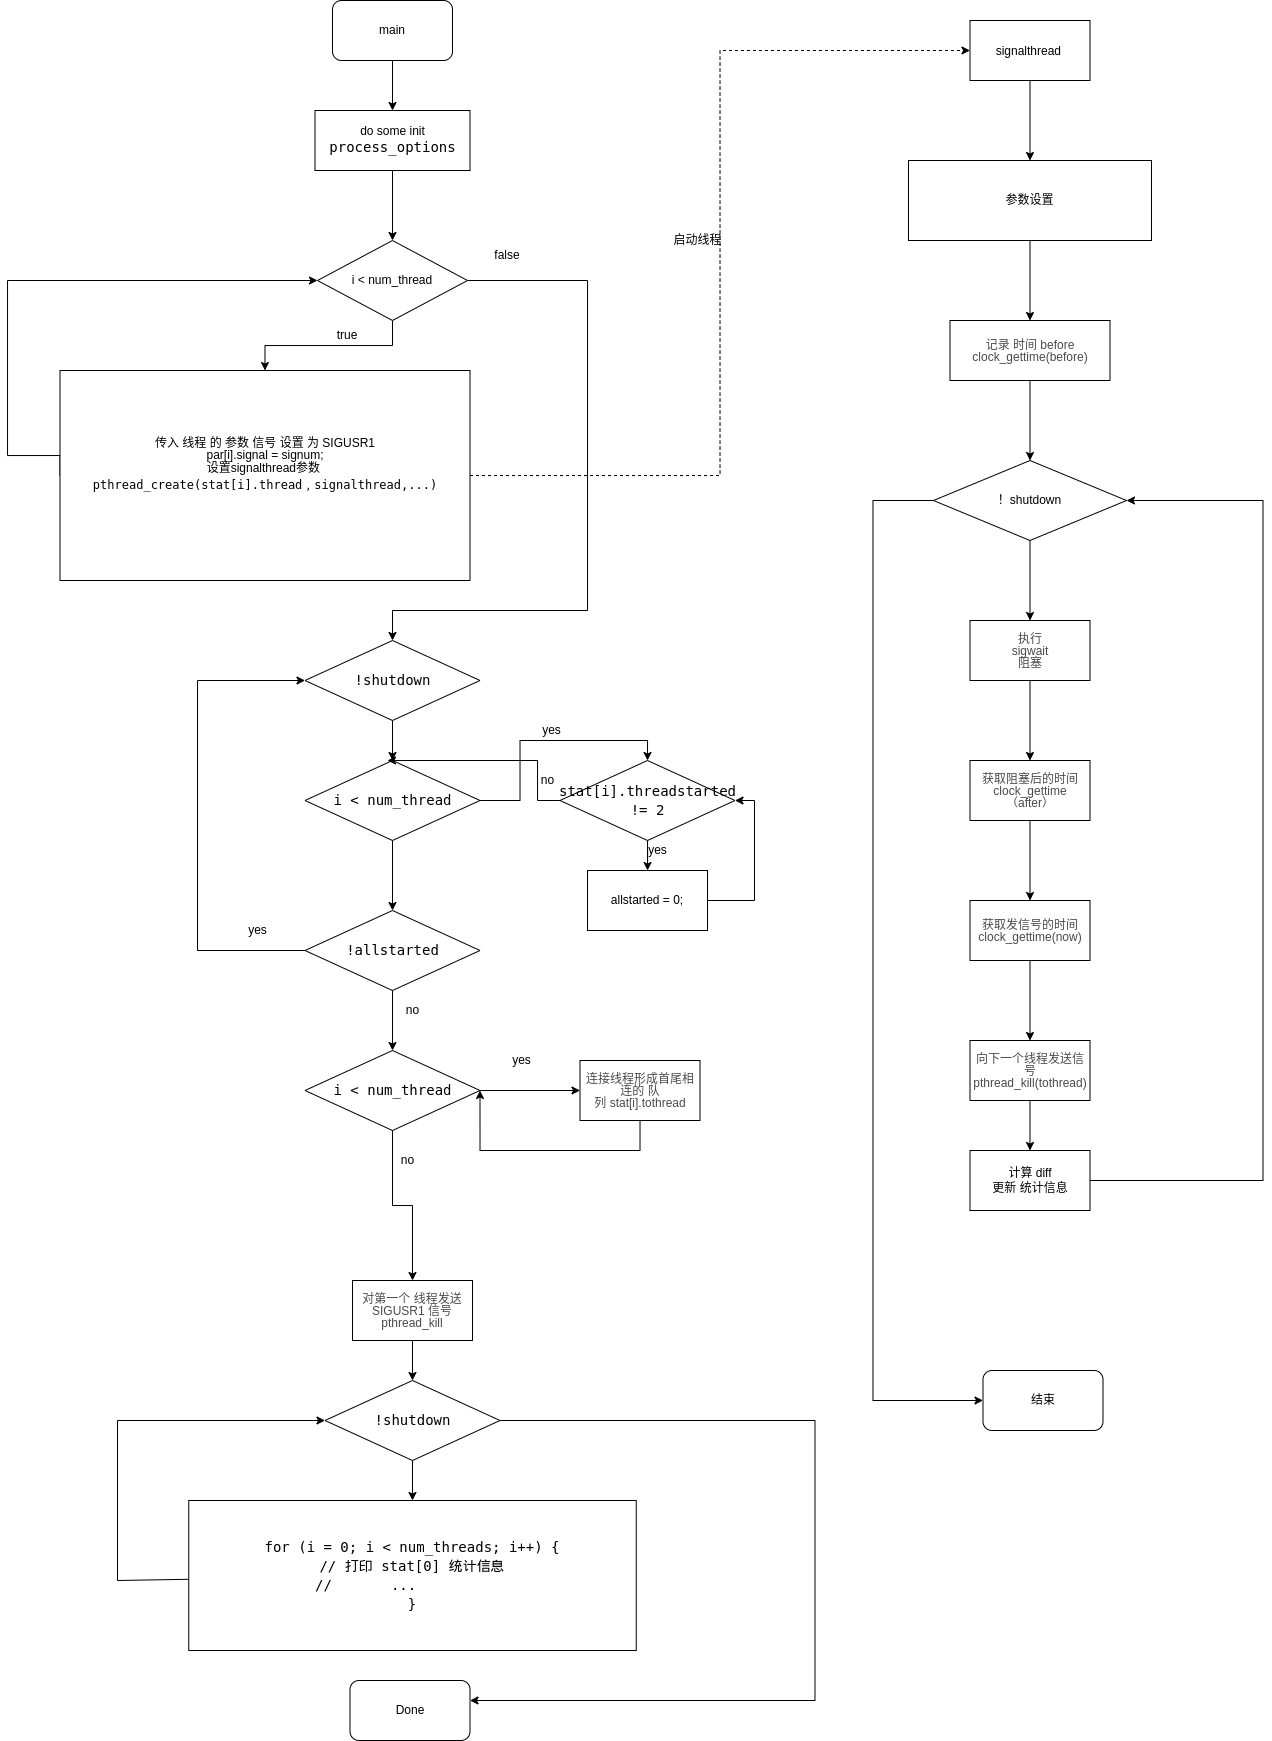 main
do some init
process_options
i < num_thread
false
true
传入 线程 的 参数 信号 设置 为 SIGUSR1
par[i].signal = signum;
设置signalthread参数
pthread_create(stat[i].thread , signalthread,...)
启动线程
!shutdown
i < num_thread
yes
no
stat[i].threadstarted
!= 2
yes
allstarted = 0;
!allstarted
yes
no
i < num_thread
yes
连接线程形成首尾相
连的 队
列 stat[i].tothread
no
对第一个 线程发送
SIGUSR1 信号
pthread_kill
!shutdown
for (i = 0; i < num_threads; i++) {
// 打印 stat[0] 统计信息
// ...
}
Done
signalthread
参数设置
记录 时间 before
clock_gettime(before)
！ shutdown
执行
sigwait
阻塞
获取阻塞后的时间
clock_gettime
（after）
获取发信号的时间
clock_gettime(now)
向下一个线程发送信
号
pthread_kill(tothread)
计算 diff
更新 统计信息
结束